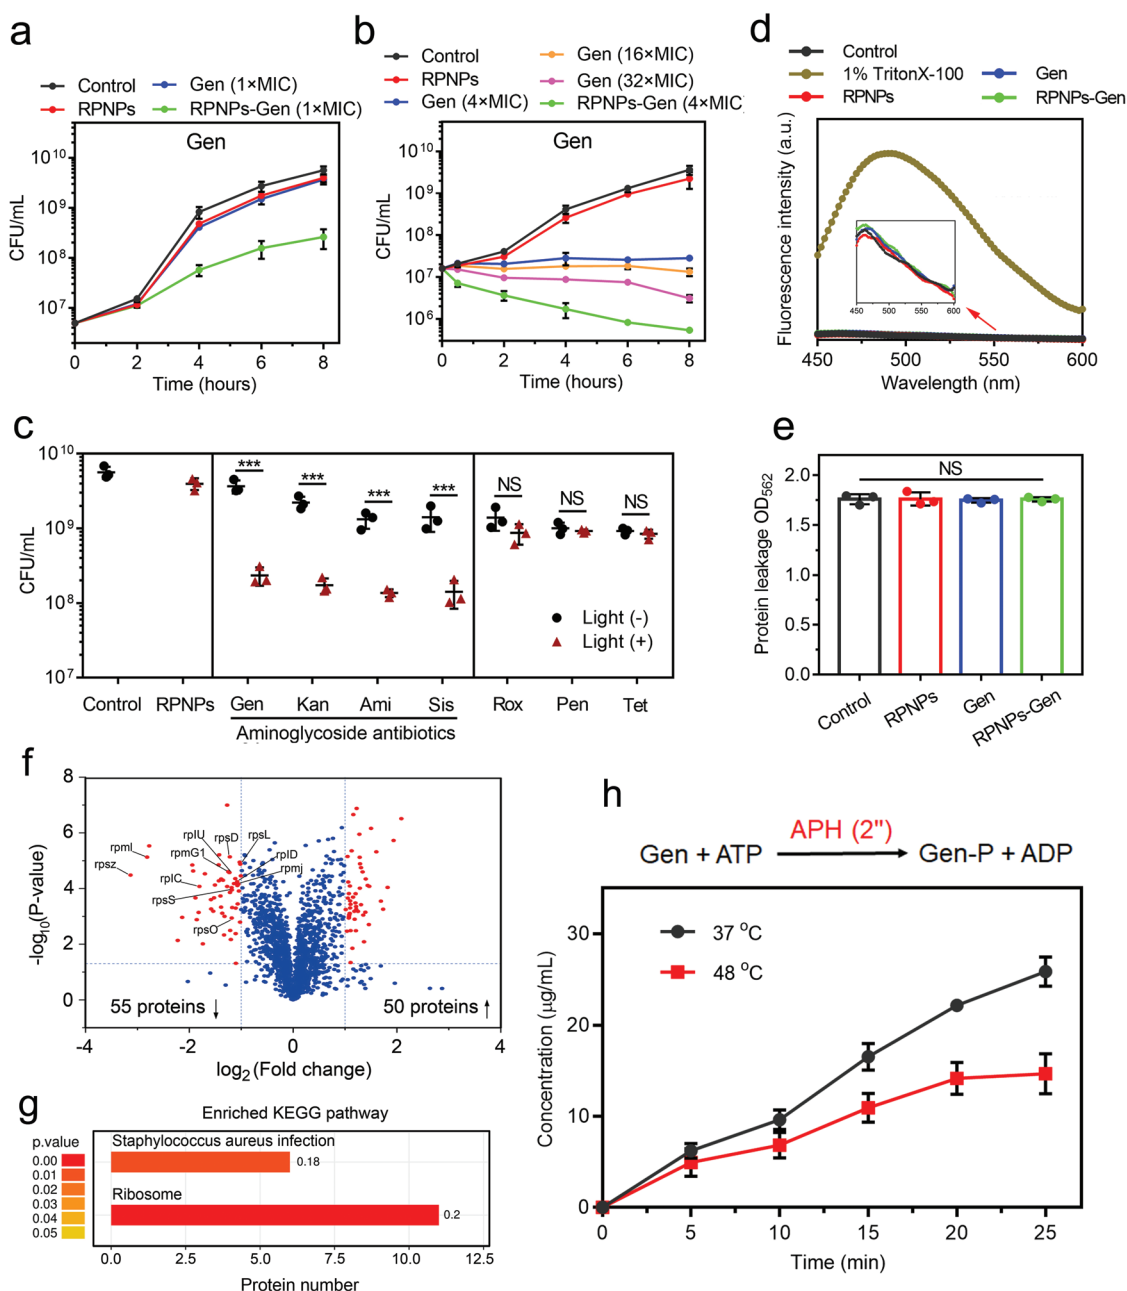 a
Control
RPNPs
Gen (1×MIC)
RPNPs-Gen (1×MIC)
Gen
CFU/mL
10^10
10^9
10^8
10^7
0 2 4 6 8
Time (hours)
b
Control
RPNPs
Gen (4×MIC)
Gen (16×MIC)
Gen (32×MIC)
RPNPs-Gen (4×MIC)
Gen
CFU/mL
10^10
10^9
10^8
10^7
10^6
0 2 4 6 8
Time (hours)
d
Control
1% TritonX-100
RPNPs
Gen
RPNPs-Gen
Fluorescence intensity (a.u.)
450 500 550 600
450 500 550 600
Wavelength (nm)
c
CFU/mL
10^10
10^9
10^8
10^7
*** *** *** *** NS NS NS
Light (-)
Light (+)
Control RPNPs Gen Kan Ami Sis Rox Pen Tet
Aminoglycoside antibiotics
e
Protein leakage OD562
2.0
1.5
1.0
0.5
0.0
NS
Control RPNPs Gen RPNPs-Gen
f
-log10(P-value)
8
6
4
2
0
rpmI
rpsz
rplU
rpsD
rpsL
rpmG1
rplD
rpmj
rplC
rpsS
rpsO
55 proteins ↓
50 proteins ↑
-4 -2 0 2 4
log2 (Fold change)
g
Enriched KEGG pathway
p.value
0.00
0.01
0.02
0.03
0.04
0.05
Staphylococcus aureus infection
0.18
Ribosome
0.2
0.0 2.5 5.0 7.5 10.0 12.5
Protein number
h
APH (2")
Gen + ATP Gen-P + ADP
37 °C
48 °C
Concentration (µg/mL)
30
20
10
0
0 5 10 15 20 25
Time (min)